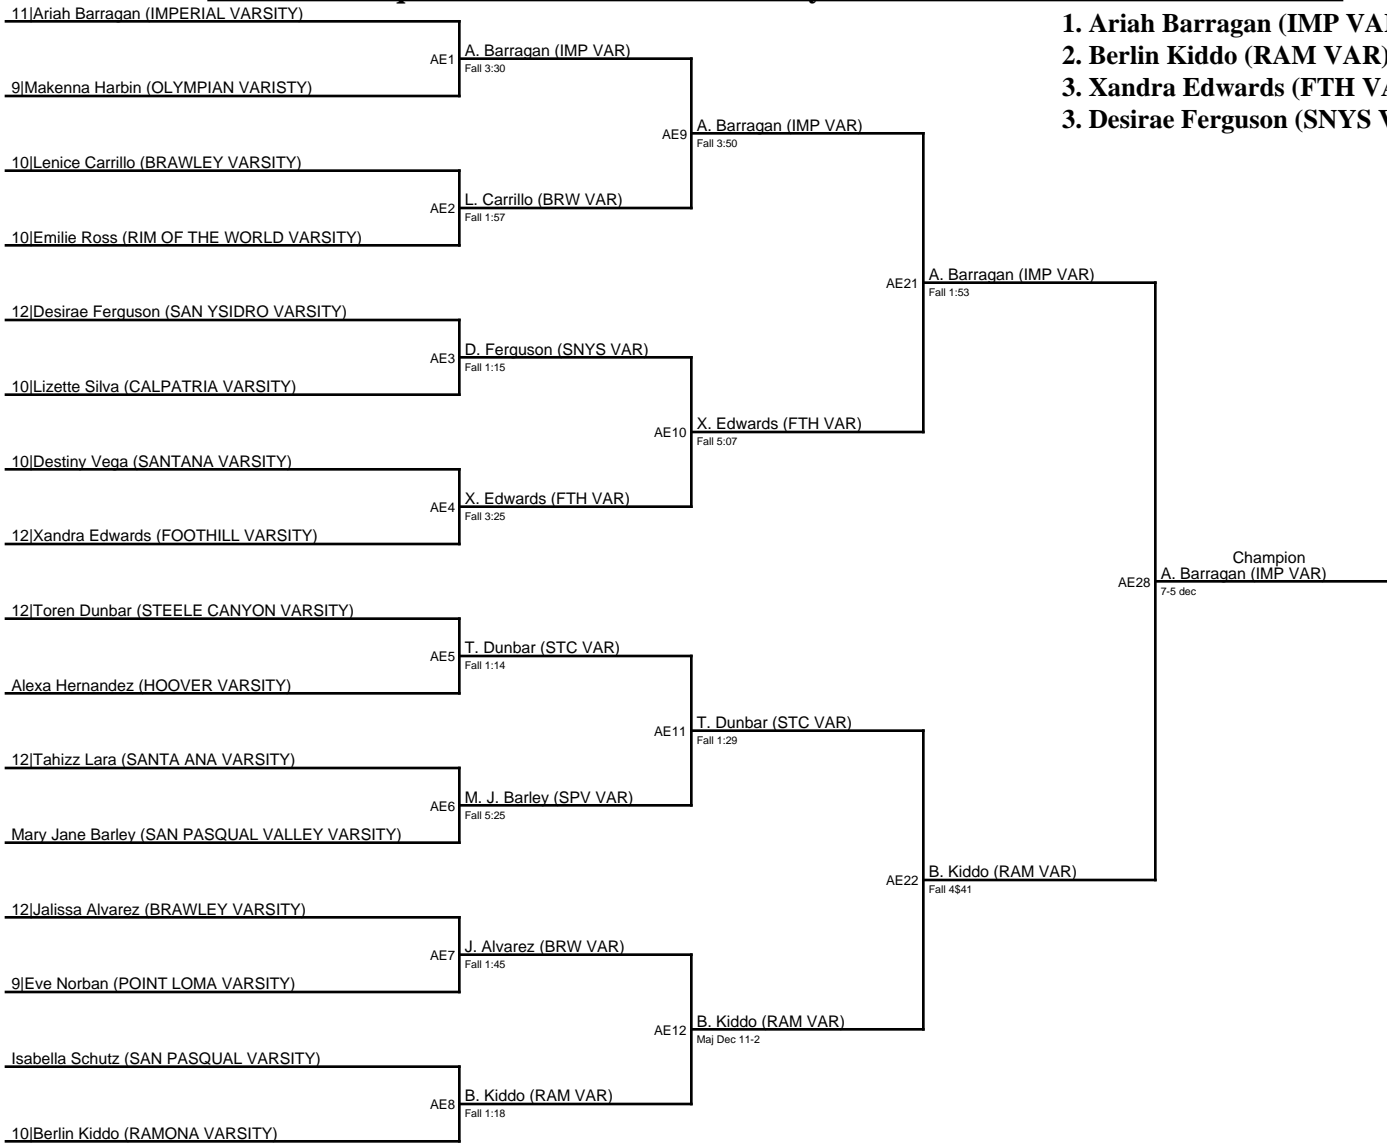 11|Ariah Barragan (IMPERIAL VARSITY)
1. Ariah Barragan (IMP
2. Berlin Kiddo (RAM VAR)
3. Xandra Edwards (FTH
3. Desirae Ferguson (SNYS
AE1
A. Barragan (IMP VAR)
Fall 3:30
9|Makenna Harbin (OLYMPIAN VARISTY)
AE9
A. Barragan (IMP VAR)
Fall 3:50
10|Lenice Carrillo (BRAWLEY VARSITY)
AE2
L. Carrillo (BRW VAR)
Fall 1:57
10|Emilie Ross (RIM OF THE WORLD VARSITY)
AE21
A. Barragan (IMP VAR)
Fall 1:53
12|Desirae Ferguson (SAN YSIDRO VARSITY)
AE3
D. Ferguson (SNYS VAR)
Fall 1:15
10|Lizette Silva (CALPATRIA VARSITY)
AE10
X. Edwards (FTH VAR)
Fall 5:07
10|Destiny Vega (SANTANA VARSITY)
AE4
X. Edwards (FTH VAR)
Fall 3:25
12|Xandra Edwards (FOOTHILL VARSITY)
Champion
AE28
A. Barragan (IMP VAR)
7-5 dec
12|Toren Dunbar (STEELE CANYON VARSITY)
AE5
T. Dunbar (STC VAR)
Fall 1:14
Alexa Hernandez (HOOVER VARSITY)
AE11
T. Dunbar (STC VAR)
Fall 1:29
12|Tahizz Lara (SANTA ANA VARSITY)
AE6
M. J. Barley (SPV VAR)
Fall 5:25
Mary Jane Barley (SAN PASQUAL VALLEY VARSITY)
AE22
B. Kiddo (RAM VAR)
Fall 4$41
12|Jalissa Alvarez (BRAWLEY VARSITY)
AE7
J. Alvarez (BRW VAR)
Fall 1:45
9|Eve Norban (POINT LOMA VARSITY)
AE12
B. Kiddo (RAM VAR)
Maj Dec 11-2
Isabella Schutz (SAN PASQUAL VARSITY)
AE8
B. Kiddo (RAM VAR)
Fall 1:18
10|Berlin Kiddo (RAMONA VARSITY)